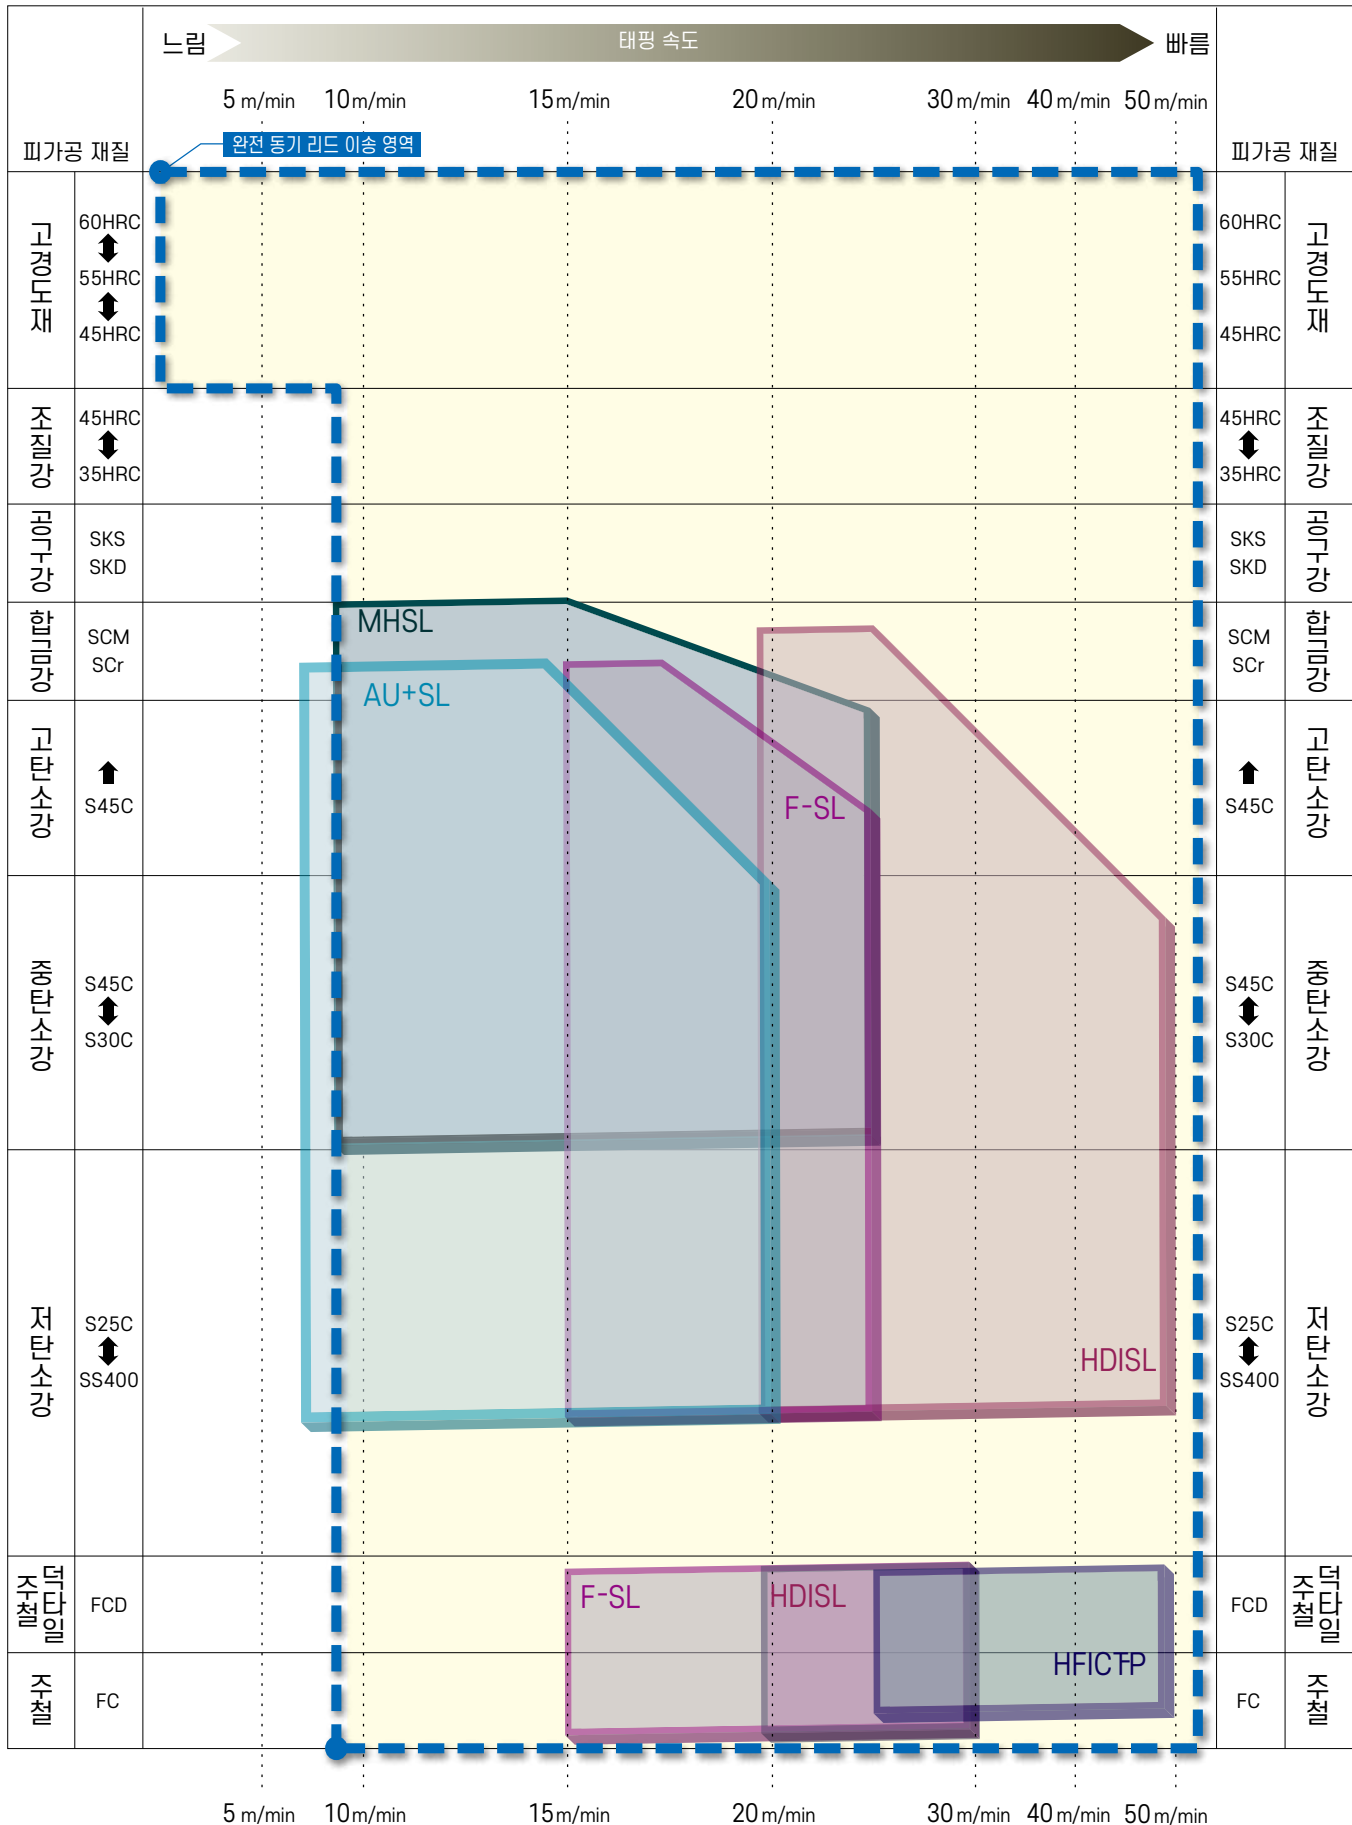 느림 태핑 속도 빠름
5 m/min 10 m/min 15 m/min 20 m/min 30 m/min 40 m/min 50 m/min
완전 동기 리드 이송 영역
피가공 재질 피가공 재질
고경도재 60HRC 55HRC 45HRC 60HRC 55HRC 45HRC 고경도재
조질강 45HRC 35HRC 45HRC 35HRC 조질강
공구강 SKS SKD SKS SKD 공구강
합금강 SCM SCr SCM SCr 합금강
MHSL
AU+SL
고탄소강 S45C S45C 고탄소강
F-SL
중탄소강 S45C S30C S45C S30C 중탄소강
저탄소강 S25C SS400 S25C SS400 저탄소강
HDISL
덕타일 주철 FCD FCD 덕타일 주철
F-SL HDISL
HFICT-P
주철 FC FC 주철
5 m/min 10 m/min 15 m/min 20 m/min 30 m/min 40 m/min 50 m/min